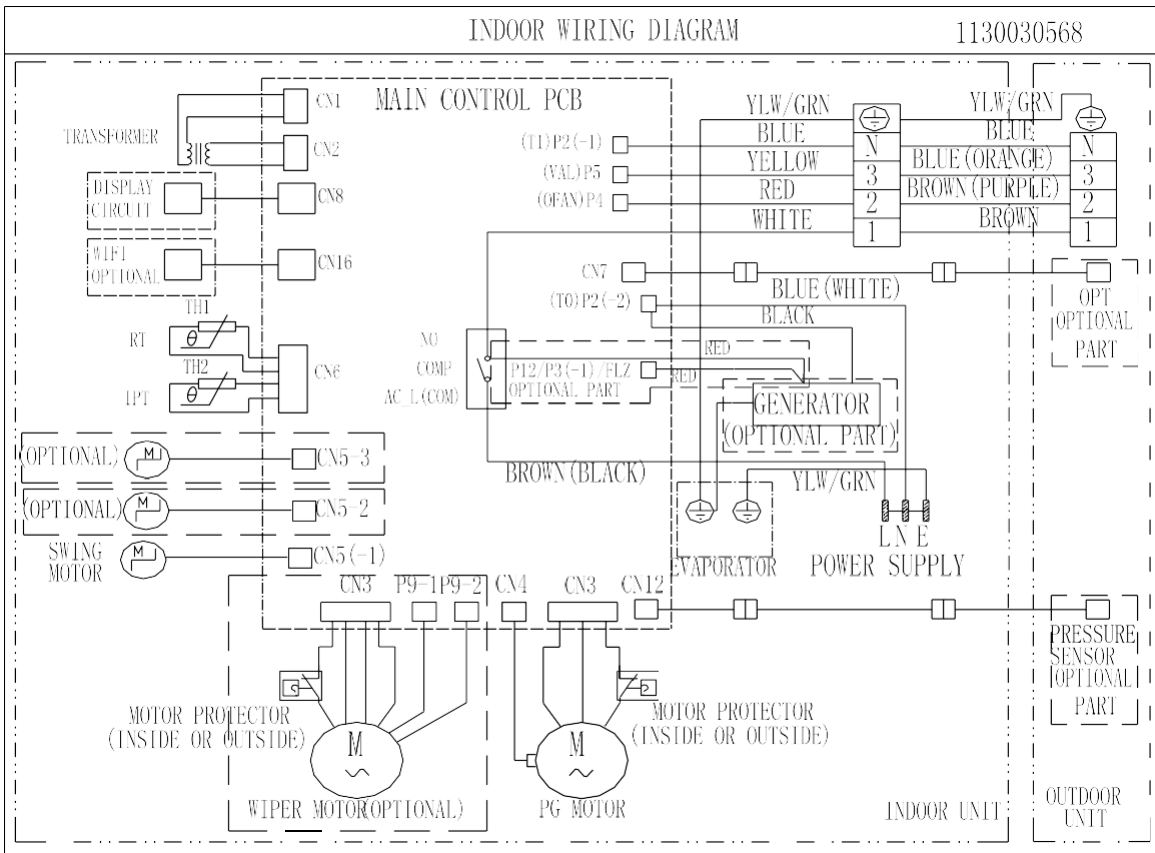 INDOOR WIRING DIAGRAM
1130030568
MAIN CONTROL PCB
TRANSFORMER
CN1
CN2
DISPLAY
CIRCUIT
CN8
WIFI
OPTIONAL
CN16
TH1
RT
θ
TH2
IPT
θ
CN6
(T1)P2(-1)
(VAL)P5
(OFAN)P4
YLW/GRN
BLUE
YELLOW
RED
WHITE
N
3
2
1
YLW/GRN
BLUE
BLUE(ORANGE)
BROWN(PURPLE)
BROWN
N
3
2
1
CN7
(T0)P2(-2)
BLUE(WHITE)
BLACK
OPT
OPTIONAL
PART
NO
COMP
AC_L(COM)
RED
P12/P3(-1)/FLZ
OPTIONAL PART
RED
GENERATOR
(OPTIONAL PART)
BROWN(BLACK)
YLW/GRN
EVAPORATOR
L N E
POWER SUPPLY
(OPTIONAL)
M
CN5-3
(OPTIONAL)
M
CN5-2
SWING
MOTOR
M
CN5(-1)
CN3
P9-1
P9-2
CN4
CN3
CN12
PRESSURE
SENSOR
OPTIONAL
PART
MOTOR PROTECTOR
(INSIDE OR OUTSIDE)
M
WIPER MOTOR(OPTIONAL)
M
PG MOTOR
MOTOR PROTECTOR
(INSIDE OR OUTSIDE)
INDOOR UNIT
OUTDOOR
UNIT